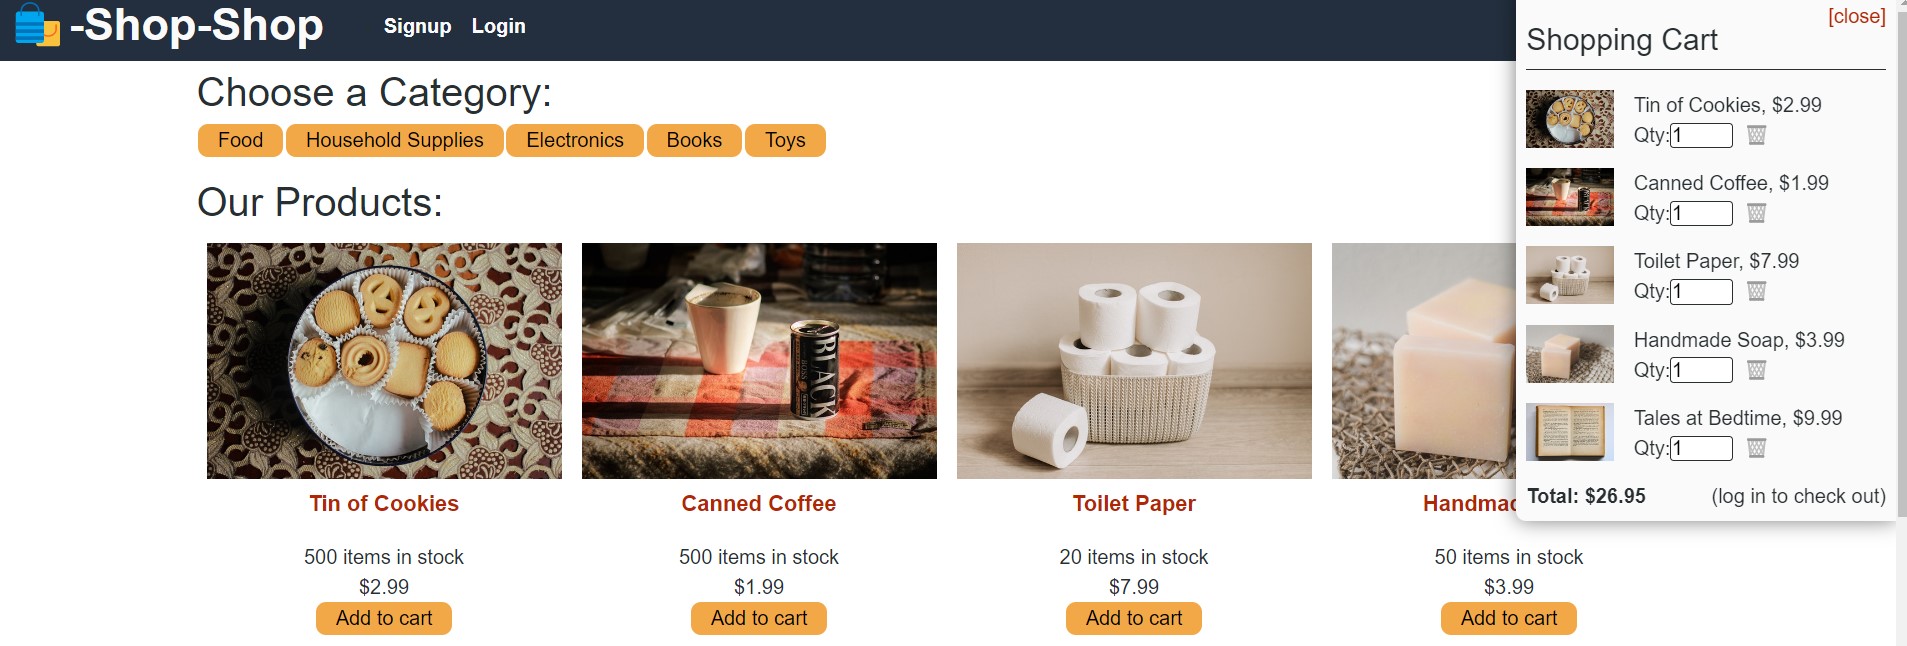 -Shop-Shop
Signup Login
Choose a Category:
Food Household Supplies Electronics Books Toys
Our Products:
BLACK
Tin of Cookies
500 items in stock
$2.99
Add to cart
Canned Coffee
500 items in stock
$1.99
Add to cart
Toilet Paper
20 items in stock
$7.99
Add to cart
Handmad
50 items in stock
$3.99
Add to cart
[close]
Shopping Cart
Tin of Cookies, $2.99
Qty:1
Canned Coffee, $1.99
Qty:1
Toilet Paper, $7.99
Qty:1
Handmade Soap, $3.99
Qty:1
Tales at Bedtime, $9.99
Qty:1
Total: $26.95 (log in to check out)